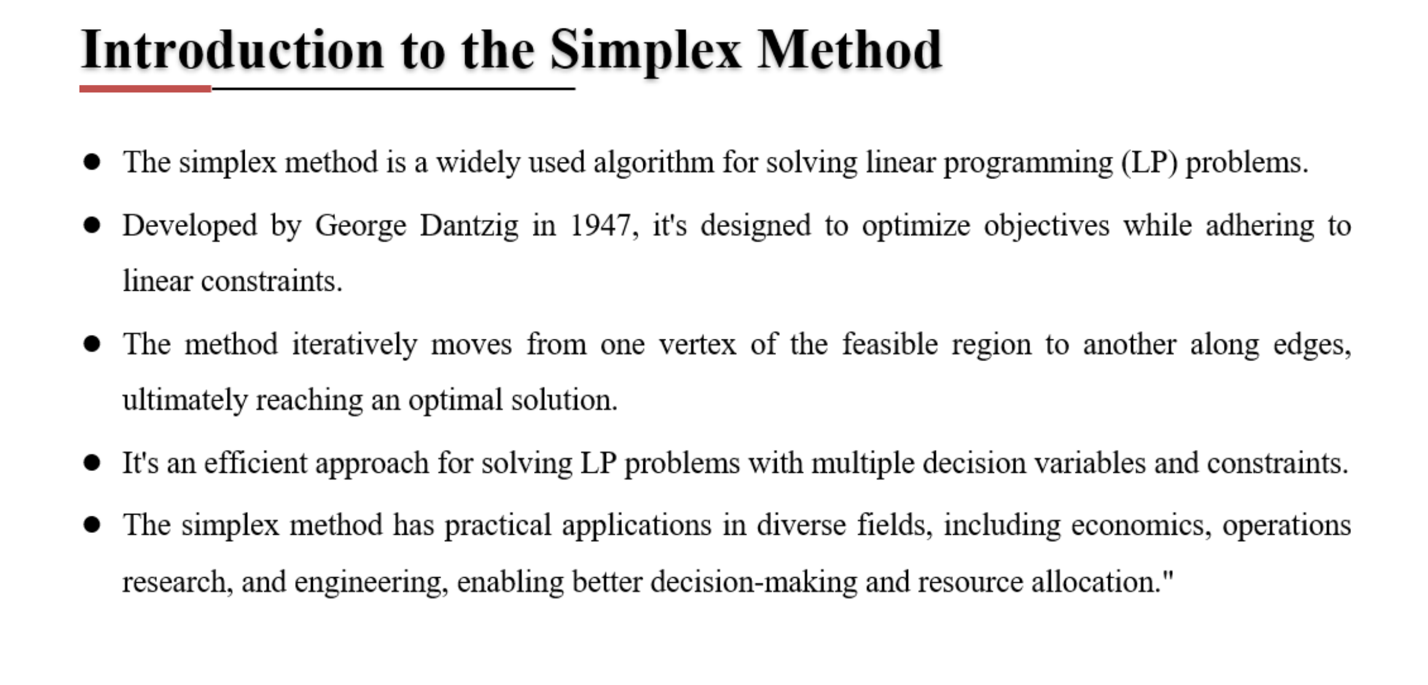 Introduction to the Simplex Method
● The simplex method is a widely used algorithm for solving linear programming (LP) problems.
● Developed by George Dantzig in 1947, it's designed to optimize objectives while adhering to
linear constraints.
● The method iteratively moves from one vertex of the feasible region to another along edges,
ultimately reaching an optimal solution.
● It's an efficient approach for solving LP problems with multiple decision variables and constraints.
● The simplex method has practical applications in diverse fields, including economics, operations
research, and engineering, enabling better decision-making and resource allocation."